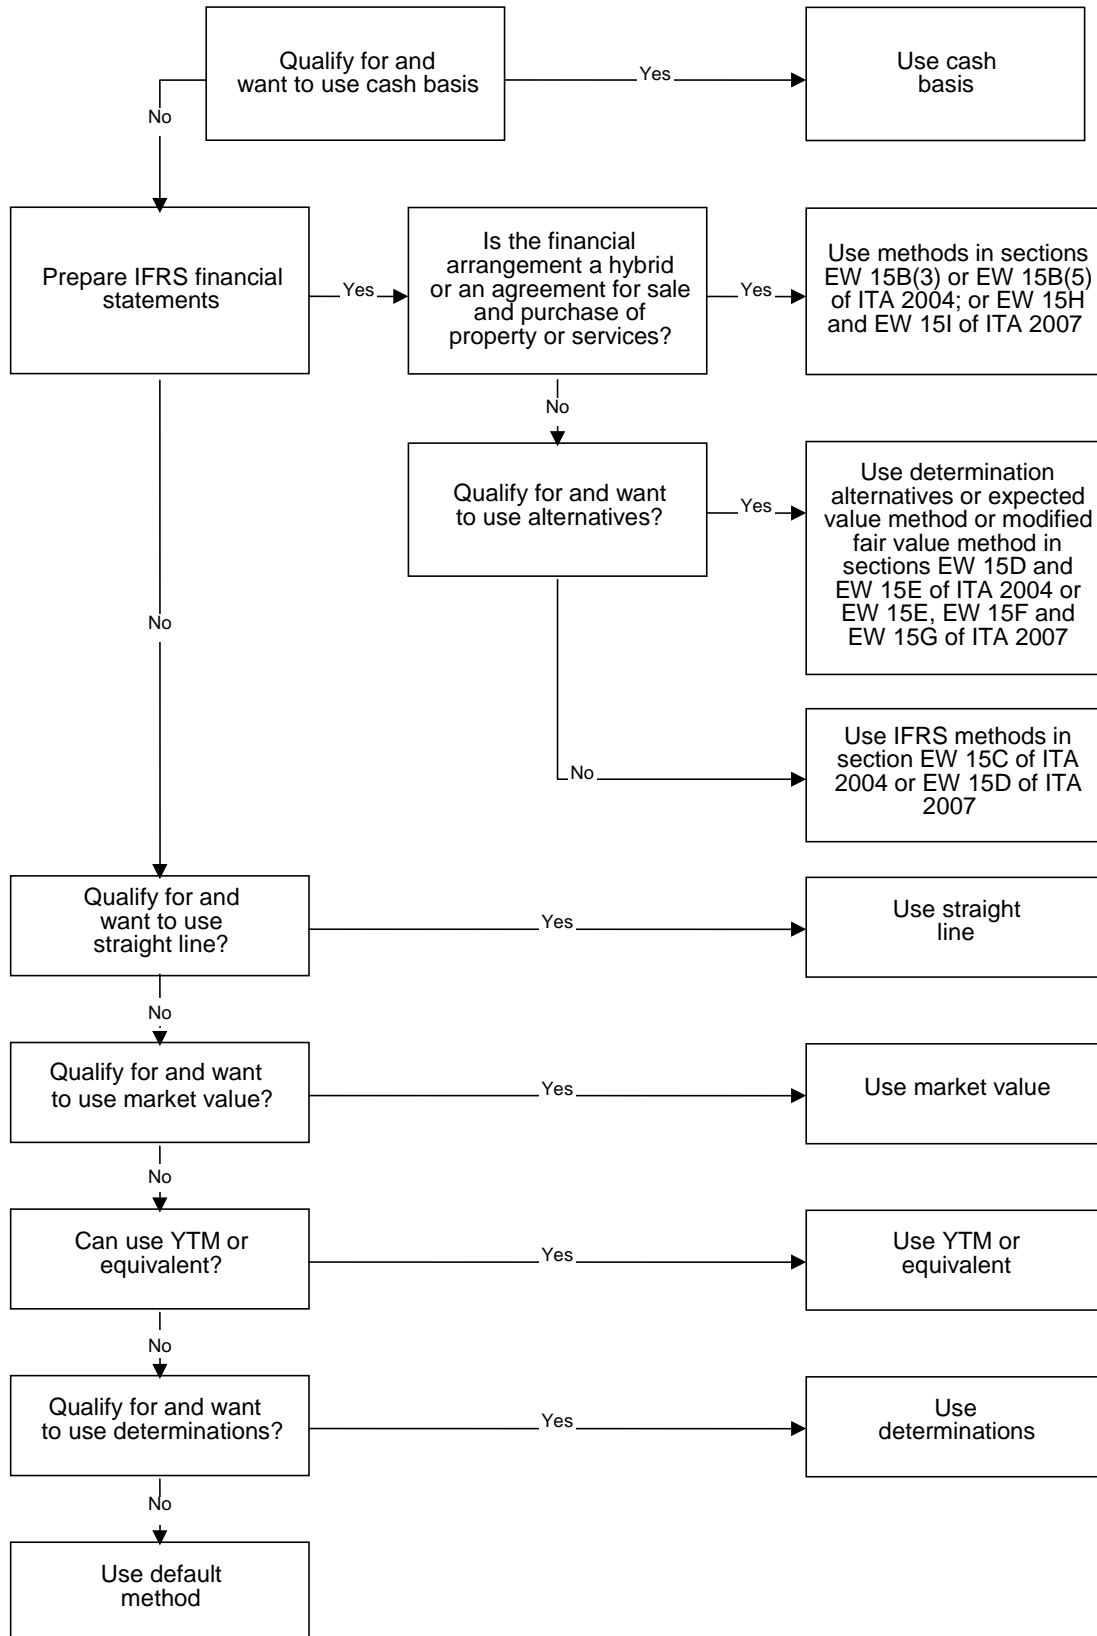 Qualify for and
want to use cash basis
Yes
Use cash
basis
No
Prepare IFRS financial
statements
Yes
Is the financial
arrangement a hybrid
or an agreement for sale
and purchase of
property or services?
Yes
Use methods in sections
EW 15B(3) or EW 15B(5)
of ITA 2004; or EW 15H
and EW 15I of ITA 2007
No
Qualify for and want
to use alternatives?
Yes
Use determination
alternatives or expected
value method or modified
fair value method in
sections EW 15D and
EW 15E of ITA 2004 or
EW 15E, EW 15F and
EW 15G of ITA 2007
No
No
Use IFRS methods in
section EW 15C of ITA
2004 or EW 15D of ITA
2007
Qualify for and
want to use
straight line?
Yes
Use straight
line
No
Qualify for and want
to use market value?
Yes
Use market value
No
Can use YTM or
equivalent?
Yes
Use YTM or
equivalent
No
Qualify for and want
to use determinations?
Yes
Use
determinations
No
Use default
method